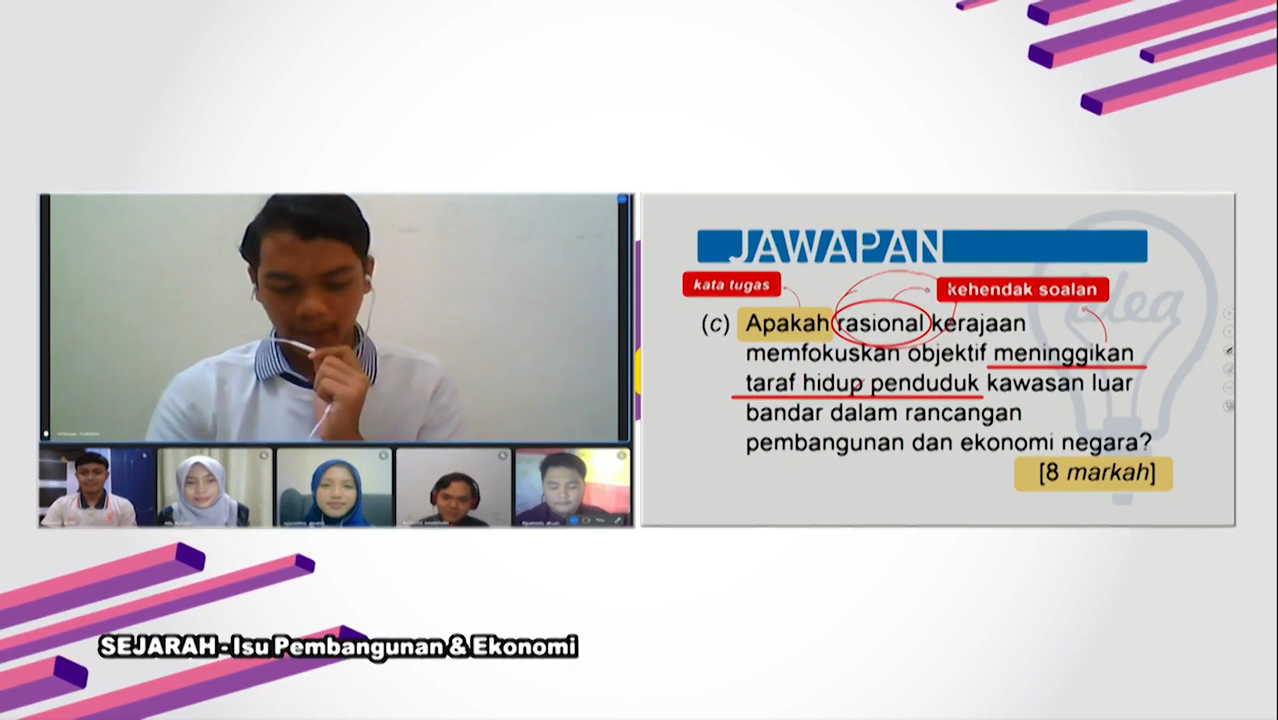 JAWAPAN
kata tugas
kehendak soalan
idea
(c) Apakah rasional kerajaan
memfokuskan objektif meninggikan
taraf hidup penduduk kawasan luar
bandar dalam rancangan
pembangunan dan ekonomi negara?
[8 markah]
SEJARAH - Isu Pembangunan & Ekonomi